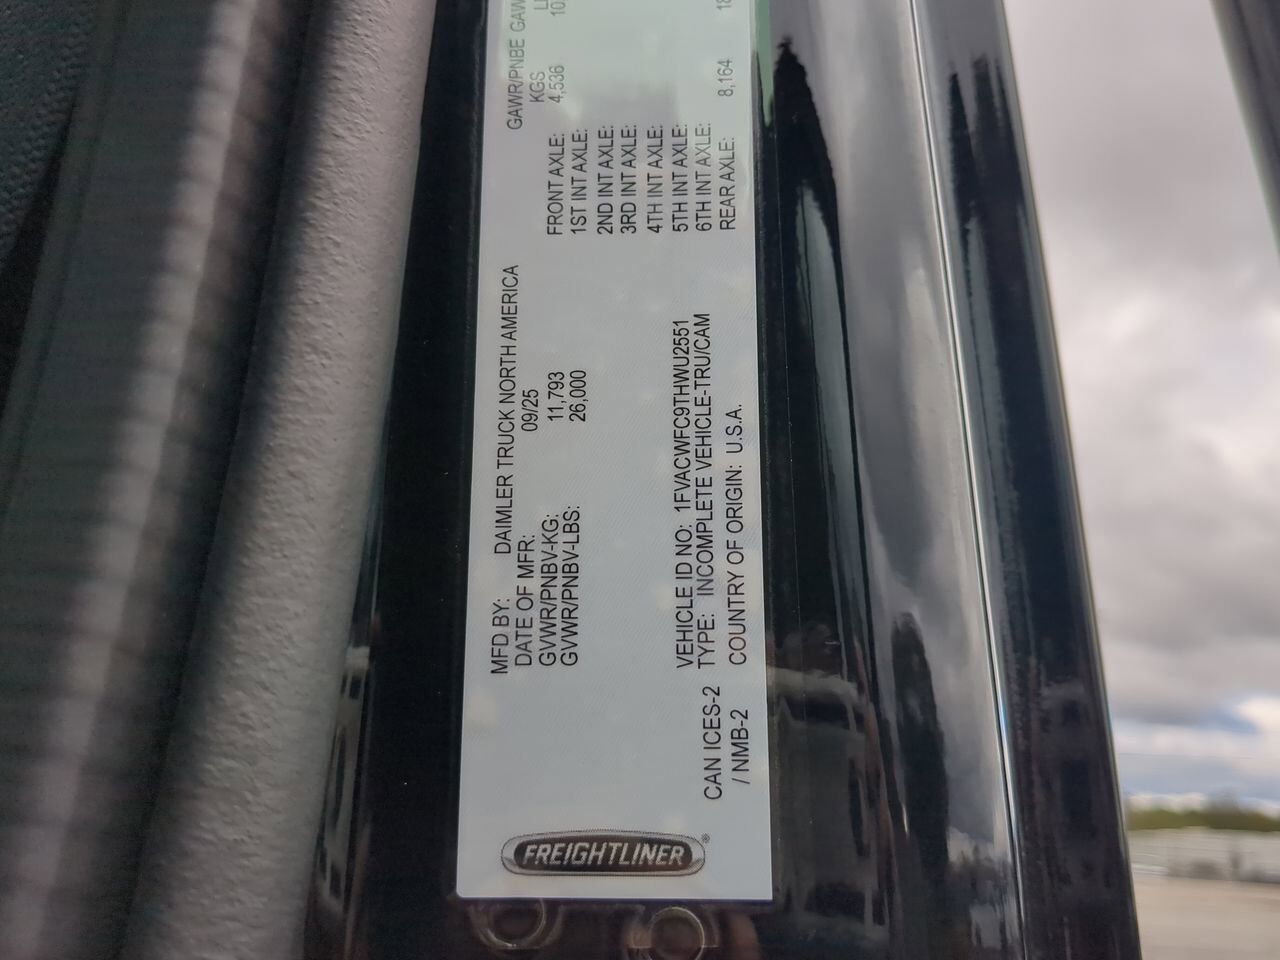 FREIGHTLINER®
MFD BY: DAIMLER TRUCK NORTH AMERICA
DATE OF MFR: 09/25
GVWR/PNBV-KG: 11,793
GVWR/PNBV-LBS: 26,000
GAWR/PNBE GAW
KGS
FRONT AXLE: 4,536
1ST INT AXLE:
2ND INT AXLE:
3RD INT AXLE:
4TH INT AXLE:
5TH INT AXLE:
6TH INT AXLE:
REAR AXLE: 8,164 18
CAN ICES-2
/ NMB-2
VEHICLE ID NO: 1FVACWFC9THWU2551
TYPE: INCOMPLETE VEHICLE-TRU/CAM
COUNTRY OF ORIGIN: U.S.A.